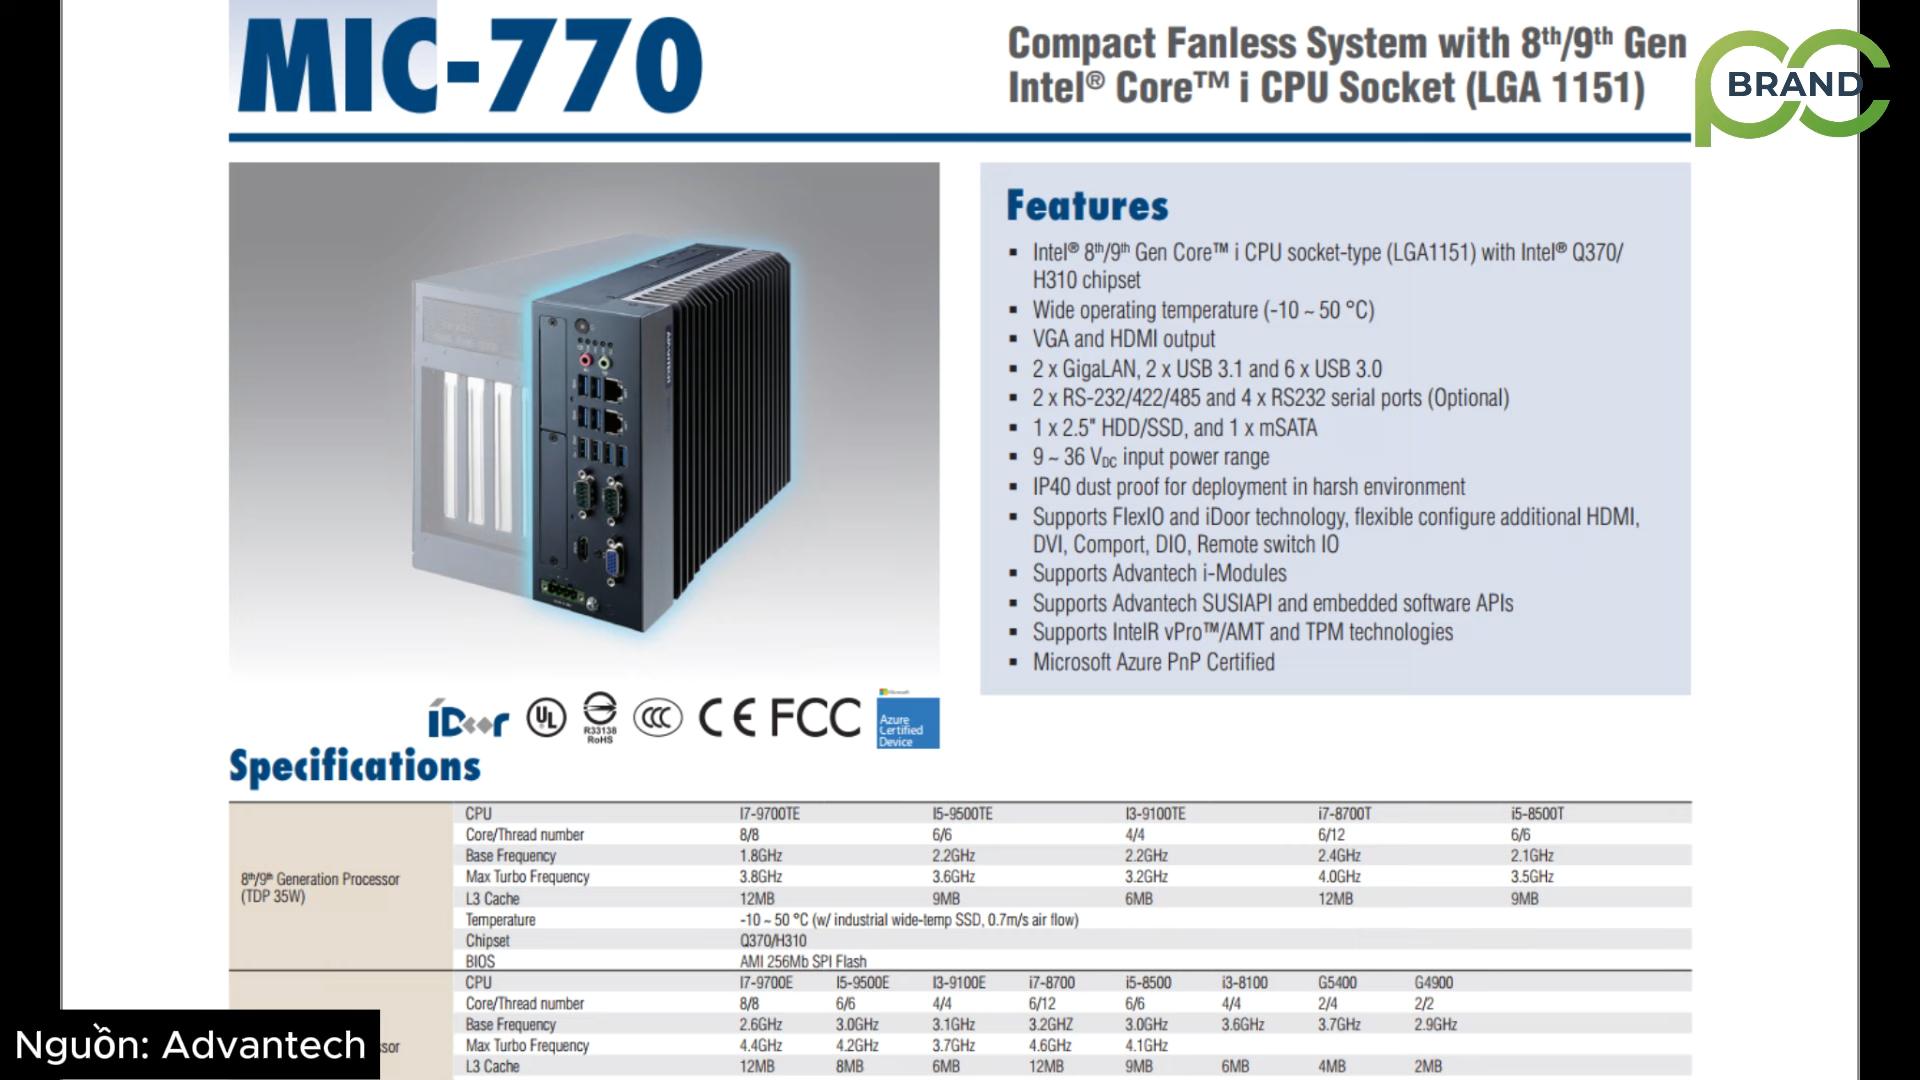 MIC-770
Compact Fanless System with 8th/9th Gen
Intel® Core™ i CPU Socket (LGA 1151)
BRAND
Features
▪ Intel® 8th/9th Gen Core™ i CPU socket-type (LGA1151) with Intel® Q370/
H310 chipset
▪ Wide operating temperature (-10 ~ 50 °C)
▪ VGA and HDMI output
▪ 2 x GigaLAN, 2 x USB 3.1 and 6 x USB 3.0
▪ 2 x RS-232/422/485 and 4 x RS232 serial ports (Optional)
▪ 1 x 2.5" HDD/SSD, and 1 x mSATA
▪ 9 ~ 36 VDC input power range
▪ IP40 dust proof for deployment in harsh environment
▪ Supports FlexIO and iDoor technology, flexible configure additional HDMI,
DVI, Comport, DIO, Remote switch IO
▪ Supports Advantech i-Modules
▪ Supports Advantech SUSIAPI and embedded software APIs
▪ Supports IntelR vPro™/AMT and TPM technologies
▪ Microsoft Azure PnP Certified
iDoor UL R33138 RoHS CCC CE FCC Microsoft Azure Certified Device
Specifications
8th/9th Generation Processor
(TDP 35W)
CPU I7-9700TE I5-9500TE I3-9100TE i7-8700T i5-8500T
Core/Thread number 8/8 6/6 4/4 6/12 6/6
Base Frequency 1.8GHz 2.2GHz 2.2GHz 2.4GHz 2.1GHz
Max Turbo Frequency 3.8GHz 3.6GHz 3.2GHz 4.0GHz 3.5GHz
L3 Cache 12MB 9MB 6MB 12MB 9MB
Temperature -10 ~ 50 °C (w/ industrial wide-temp SSD, 0.7m/s air flow)
Chipset Q370/H310
BIOS AMI 256Mb SPI Flash
CPU I7-9700E I5-9500E I3-9100E i7-8700 i5-8500 i3-8100 G5400 G4900
Core/Thread number 8/8 6/6 4/4 6/12 6/6 4/4 2/4 2/2
Base Frequency 2.6GHz 3.0GHz 3.1GHz 3.2GHZ 3.0GHz 3.6GHz 3.7GHz 2.9GHz
Max Turbo Frequency 4.4GHz 4.2GHz 3.7GHz 4.6GHz 4.1GHz
L3 Cache 12MB 8MB 6MB 12MB 9MB 6MB 4MB 2MB
ssor
Nguồn: Advantech